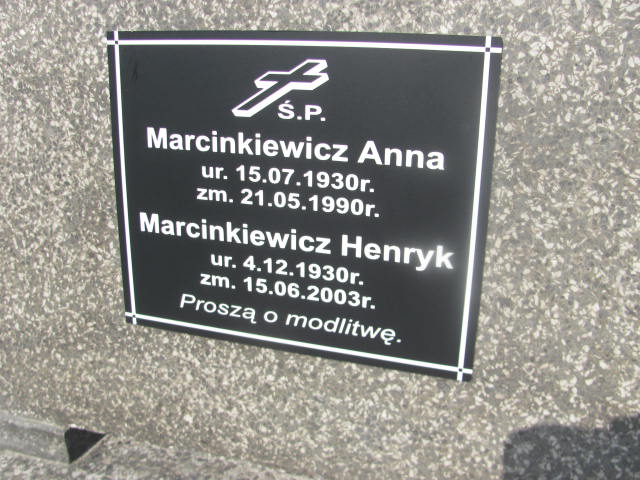 Ś.P.
Marcinkiewicz Anna
ur. 15.07.1930r.
zm. 21.05.1990r.
Marcinkiewicz Henryk
ur. 4.12.1930r.
zm. 15.06.2003r.
Proszą o modlitwę.